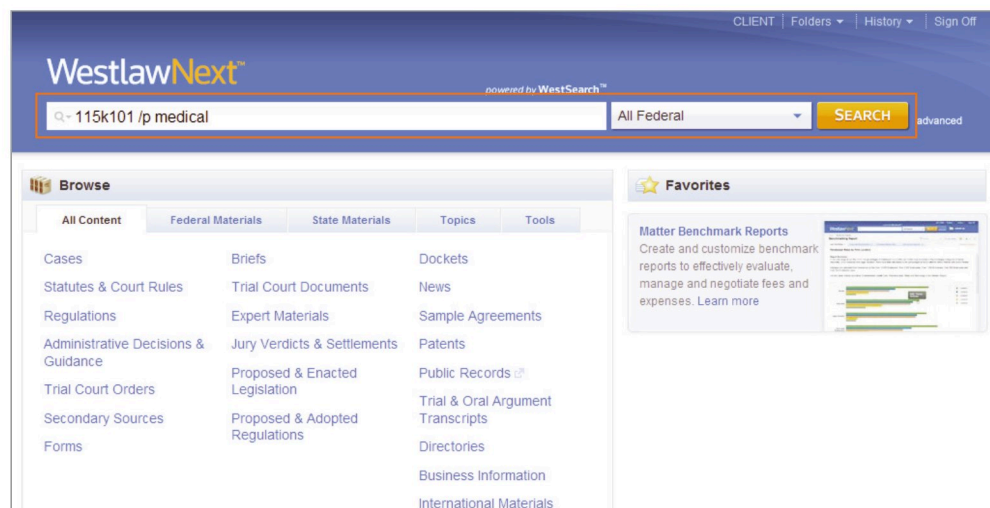 CLIENT Folders History Sign Off
WestlawNext™
powered by WestSearch™
115k101 /p medical All Federal SEARCH advanced
Browse
All Content Federal Materials State Materials Topics Tools
Cases
Statutes & Court Rules
Regulations
Administrative Decisions &
Guidance
Trial Court Orders
Secondary Sources
Forms
Briefs
Trial Court Documents
Expert Materials
Jury Verdicts & Settlements
Proposed & Enacted
Legislation
Proposed & Adopted
Regulations
Dockets
News
Sample Agreements
Patents
Public Records
Trial & Oral Argument
Transcripts
Directories
Business Information
International Materials
Favorites
Matter Benchmark Reports
Create and customize benchmark
reports to effectively evaluate,
manage and negotiate fees and
expenses. Learn more